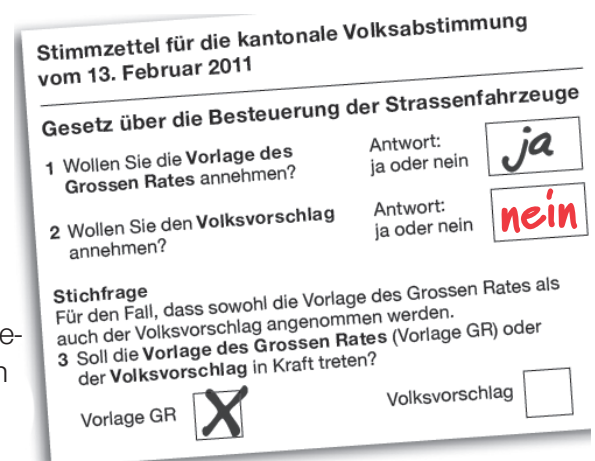 Stimmzettel für die kantonale Volksabstimmung
vom 13. Februar 2011
Gesetz über die Besteuerung der Strassenfahrzeuge
1 Wollen Sie die Vorlage des
Grossen Rates annehmen?
Antwort:
ja oder nein
ja
2 Wollen Sie den Volksvorschlag
annehmen?
Antwort:
ja oder nein
nein
Stichfrage
Für den Fall, dass sowohl die Vorlage des Grossen Rates als
auch der Volksvorschlag angenommen werden.
3 Soll die Vorlage des Grossen Rates (Vorlage GR) oder
der Volksvorschlag in Kraft treten?
Vorlage GR X
Volksvorschlag
e-
n